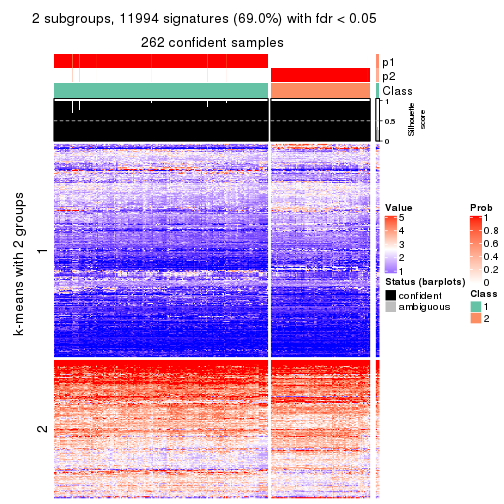 2 subgroups, 11994 signatures (69.0%) with fdr < 0.05
262 confident samples
p1
p2
Class
1
0.5
0
Silhouette
score
k-means with 2 groups
1
2
Value
5
4
3
2
1
Status (barplots)
confident
ambiguous
Prob
1
0.8
0.6
0.4
0.2
0
Class
1
2